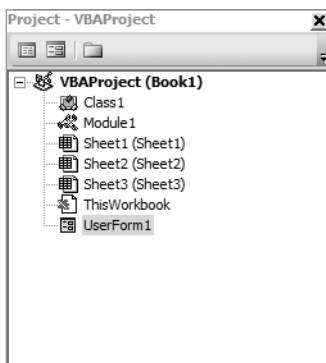 Project - VBAProject
VBAProject (Book1)
Class1
Module1
Sheet1 (Sheet1)
Sheet2 (Sheet2)
Sheet3 (Sheet3)
ThisWorkbook
UserForm1